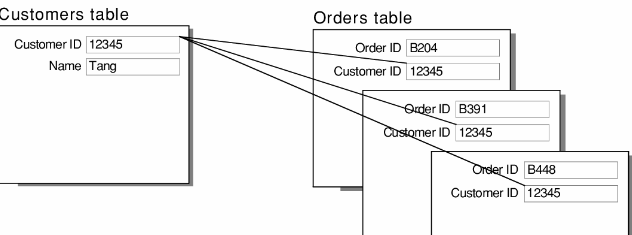 Customers table
Customer ID 12345
Name Tang
Orders table
Order ID B204
Customer ID 12345
Order ID B391
Customer ID 12345
Order ID B448
Customer ID 12345